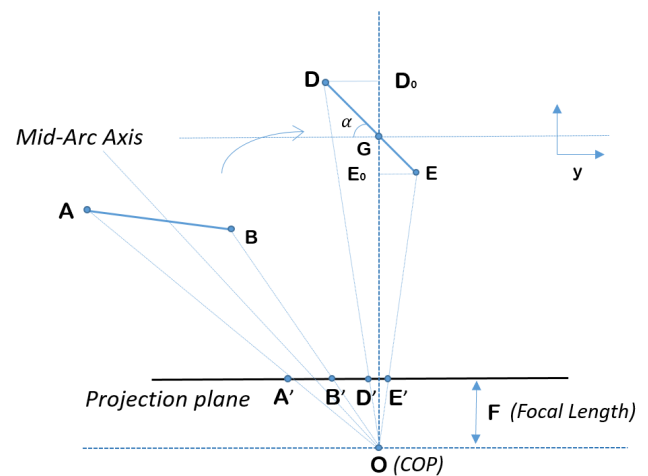 D D₀
α
Mid-Arc Axis
G
E₀ E
y
A
B
Projection plane A′ B′ D′ E′
F (Focal Length)
O (COP)